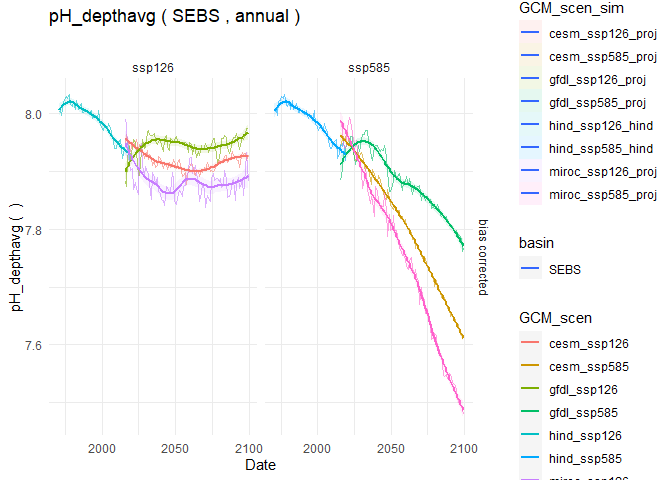 pH_depthavg ( SEBS , annual )
ssp126
ssp585
8.0
7.8
7.6
pH_depthavg ( )
bias corrected
2000
2050
2100
2000
2050
2100
Date
GCM_scen_sim
cesm_ssp126_proj
cesm_ssp585_proj
gfdl_ssp126_proj
gfdl_ssp585_proj
hind_ssp126_hind
hind_ssp585_hind
miroc_ssp126_proj
miroc_ssp585_proj
basin
SEBS
GCM_scen
cesm_ssp126
cesm_ssp585
gfdl_ssp126
gfdl_ssp585
hind_ssp126
hind_ssp585